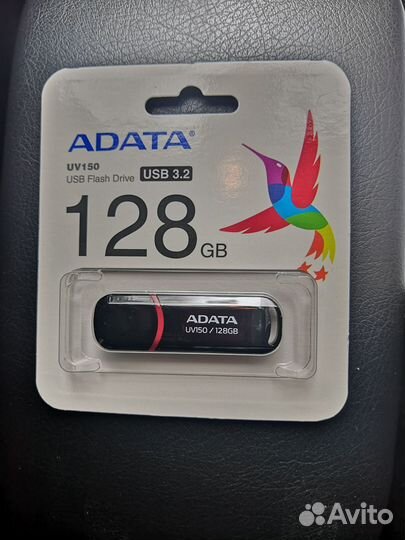 ADATA®
UV150
USB Flash Drive USB 3.2
128 GB
ADATA
UV150 / 128GB
Avito